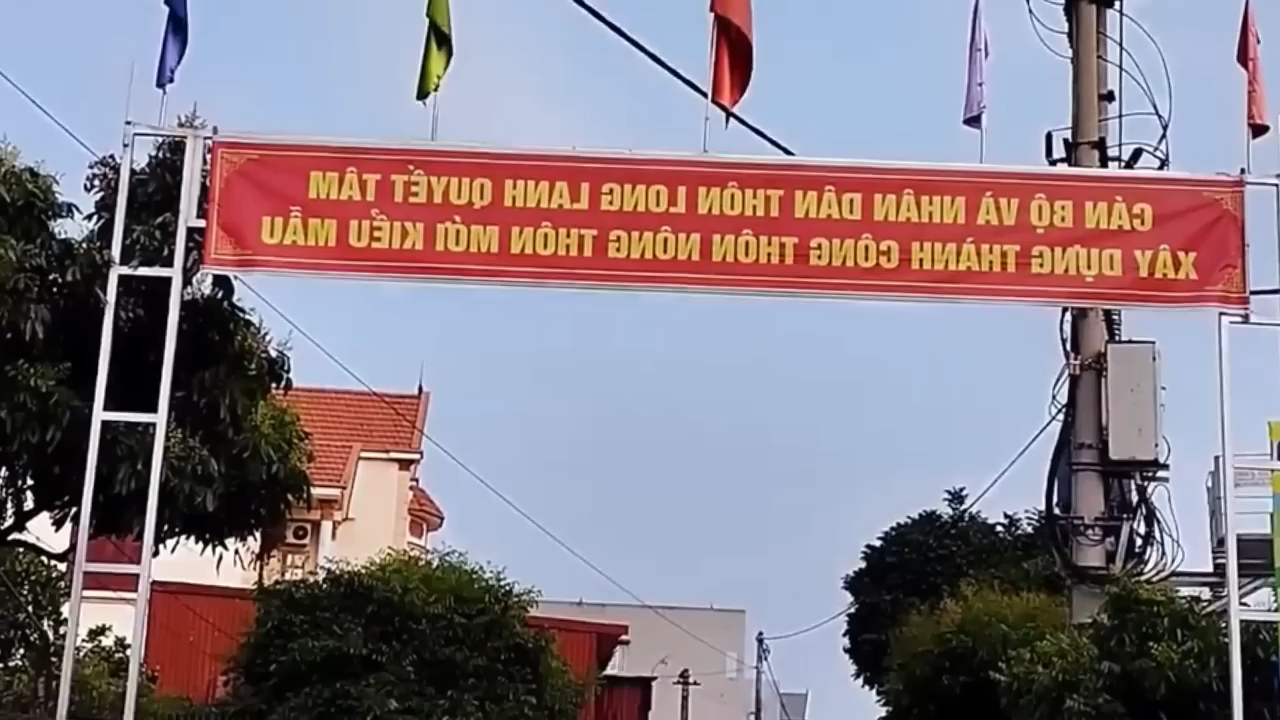 CÁN BỘ VÀ NHÂN DÂN THÔN LONG LANH QUYẾT TÂM
XÂY DỰNG THÀNH CÔNG THÔN NÔNG THÔN MỚI KIỂU MẪU